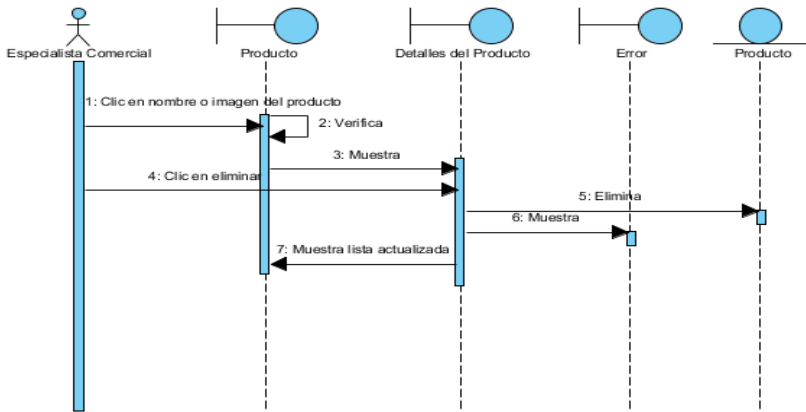 Especialista Comercial
Producto
Detalles del Producto
Error
Producto
1: Clic en nombre o imagen del producto
2: Verifica
3: Muestra
4: Clic en eliminar
5: Elimina
6: Muestra
7: Muestra lista actualizada